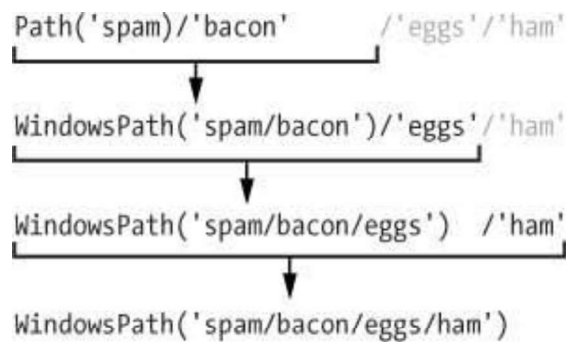 Path('spam)/'bacon' /'eggs'/'ham'
WindowsPath('spam/bacon')/'eggs'/'ham'
WindowsPath('spam/bacon/eggs') /'ham'
WindowsPath('spam/bacon/eggs/ham')